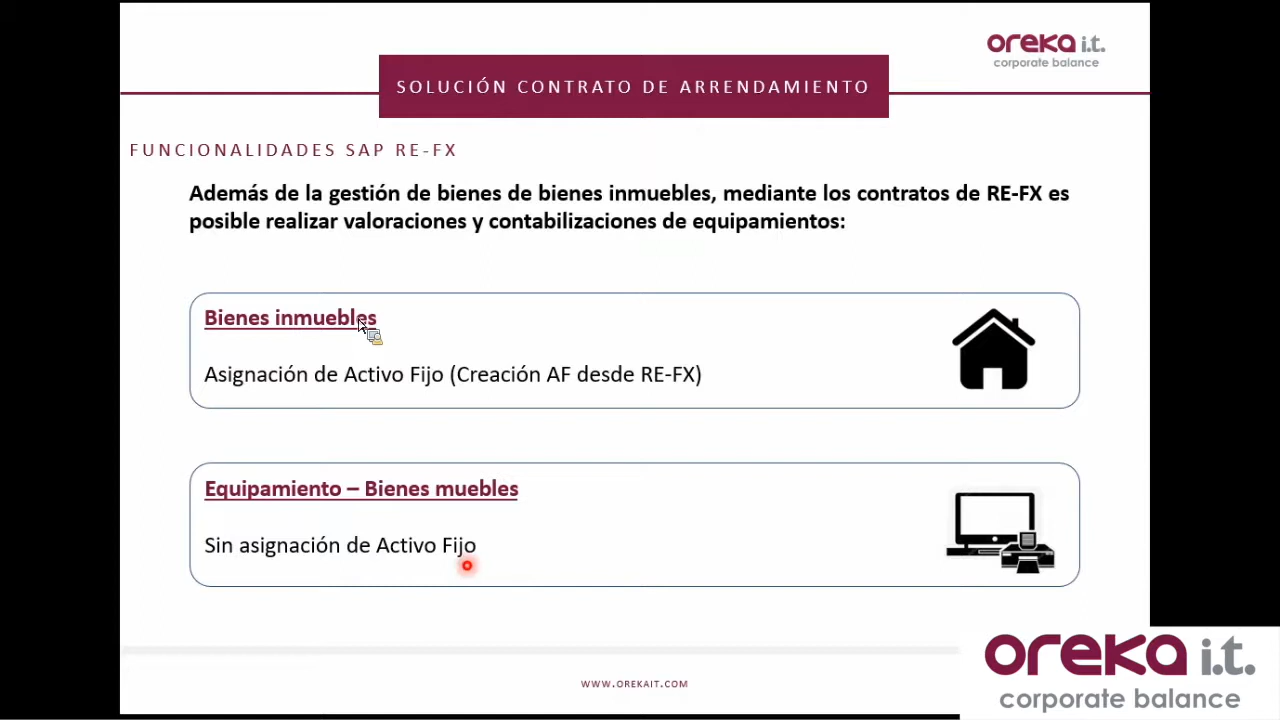 oreka i.t.
corporate balance
SOLUCIÓN CONTRATO DE ARRENDAMIENTO
FUNCIONALIDADES SAP RE-FX
Además de la gestión de bienes de bienes inmuebles, mediante los contratos de RE-FX es
posible realizar valoraciones y contabilizaciones de equipamientos:
Bienes inmuebles
Asignación de Activo Fijo (Creación AF desde RE-FX)
Equipamiento – Bienes muebles
Sin asignación de Activo Fijo
WWW.OREKAIT.COM
oreka i.t.
corporate balance